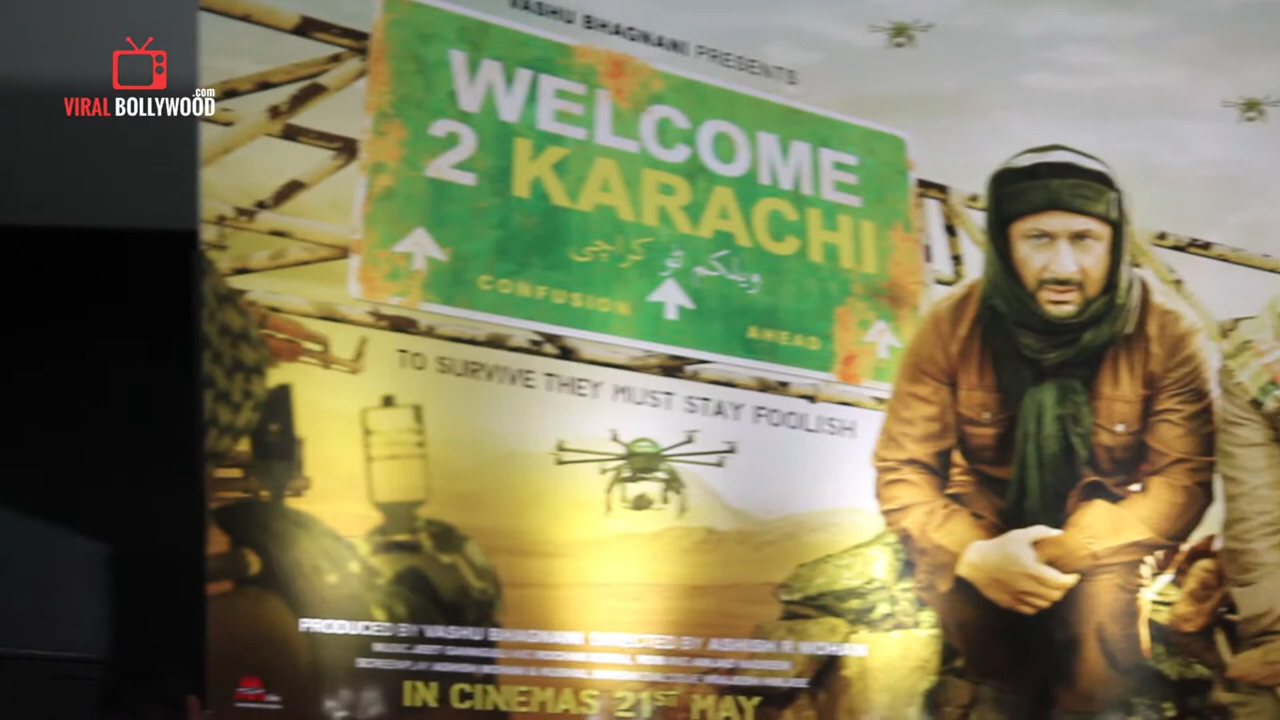 VIRAL BOLLYWOOD
.com
VASHU BHAGNANI PRESENTS
WELCOME
2 KARACHI
ویلکم ٹو کراچی
CONFUSION AHEAD
TO SURVIVE THEY MUST STAY FOOLISH
PRODUCED BY VASHU BHAGNANI DIRECTED BY ASHISH R MOHAN
IN CINEMAS 21ST MAY